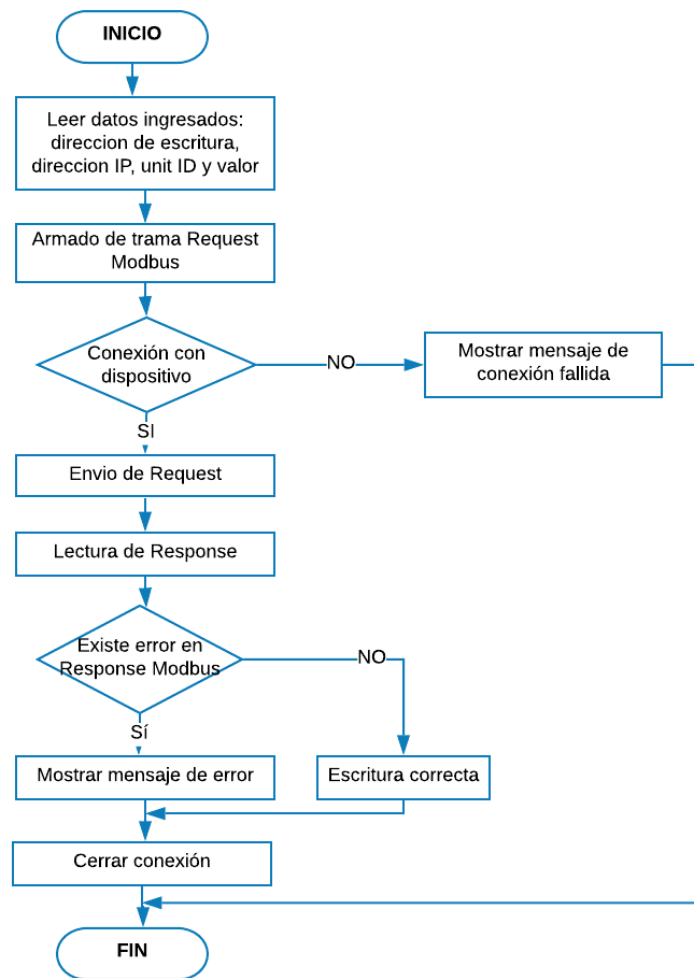 INICIO
Leer datos ingresados:
direccion de escritura,
direccion IP, unit ID y valor
Armado de trama Request
Modbus
Conexión con
dispositivo
NO
Mostrar mensaje de
conexión fallida
SI
Envio de Request
Lectura de Response
Existe error en
Response Modbus
NO
Sí
Mostrar mensaje de error
Escritura correcta
Cerrar conexión
FIN